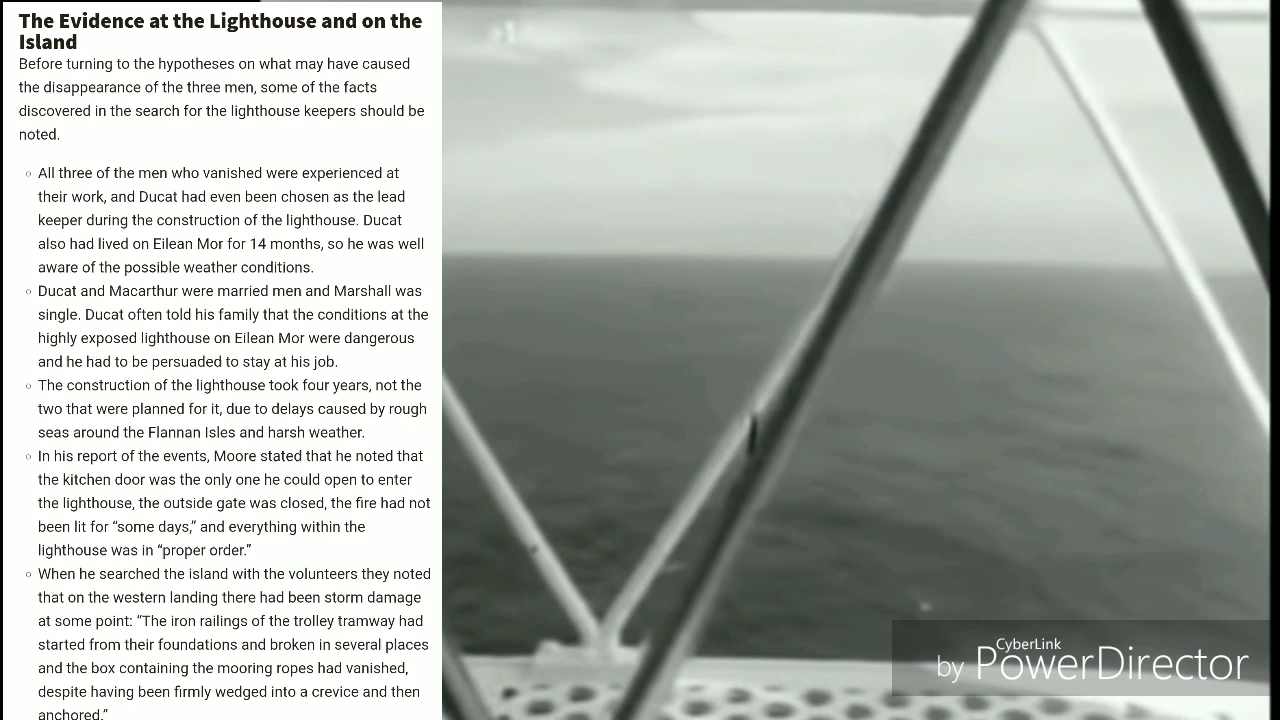 The Evidence at the Lighthouse and on the
Island
Before turning to the hypotheses on what may have caused
the disappearance of the three men, some of the facts
discovered in the search for the lighthouse keepers should be
noted.
○ All three of the men who vanished were experienced at
their work, and Ducat had even been chosen as the lead
keeper during the construction of the lighthouse. Ducat
also had lived on Eilean Mor for 14 months, so he was well
aware of the possible weather conditions.
○ Ducat and Macarthur were married men and Marshall was
single. Ducat often told his family that the conditions at the
highly exposed lighthouse on Eilean Mor were dangerous
and he had to be persuaded to stay at his job.
○ The construction of the lighthouse took four years, not the
two that were planned for it, due to delays caused by rough
seas around the Flannan Isles and harsh weather.
○ In his report of the events, Moore stated that he noted that
the kitchen door was the only one he could open to enter
the lighthouse, the outside gate was closed, the fire had not
been lit for “some days,” and everything within the
lighthouse was in “proper order.”
○ When he searched the island with the volunteers they noted
that on the western landing there had been storm damage
at some point: “The iron railings of the trolley tramway had
started from their foundations and broken in several places
and the box containing the mooring ropes had vanished,
despite having been firmly wedged into a crevice and then
anchored.”
CyberLink
by PowerDirector